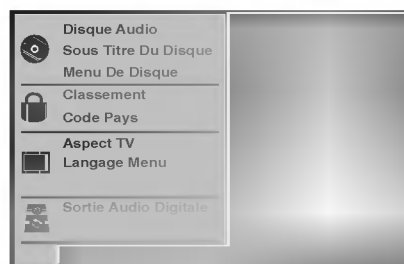 Disque Audio
Sous Titre Du Disque
Menu De Disque
Classement
Code Pays
Aspect TV
Langage Menu
Sortie Audio Digitale